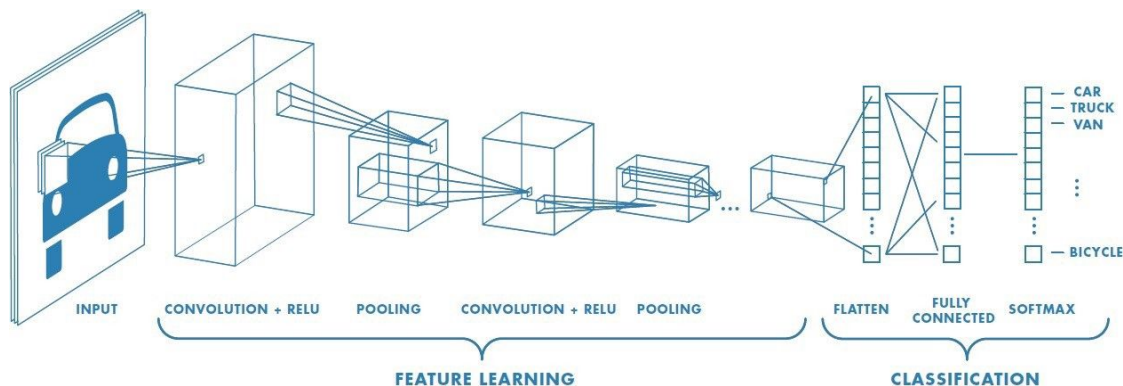 CAR
TRUCK
VAN
BICYCLE
INPUT
CONVOLUTION + RELU
POOLING
CONVOLUTION + RELU
POOLING
FLATTEN
FULLY
CONNECTED
SOFTMAX
FEATURE LEARNING
CLASSIFICATION